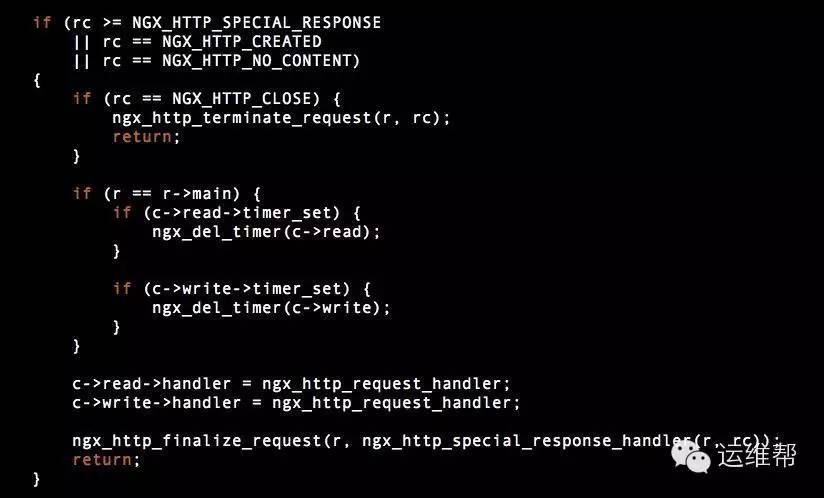 if (rc >= NGX_HTTP_SPECIAL_RESPONSE
|| rc == NGX_HTTP_CREATED
|| rc == NGX_HTTP_NO_CONTENT)
{
if (rc == NGX_HTTP_CLOSE) {
ngx_http_terminate_request(r, rc);
return;
}
if (r == r->main) {
if (c->read->timer_set) {
ngx_del_timer(c->read);
}
if (c->write->timer_set) {
ngx_del_timer(c->write);
}
}
c->read->handler = ngx_http_request_handler;
c->write->handler = ngx_http_request_handler;
ngx_http_finalize_request(r, ngx_http_special_response_handler(r, rc));
return;
}
运维帮